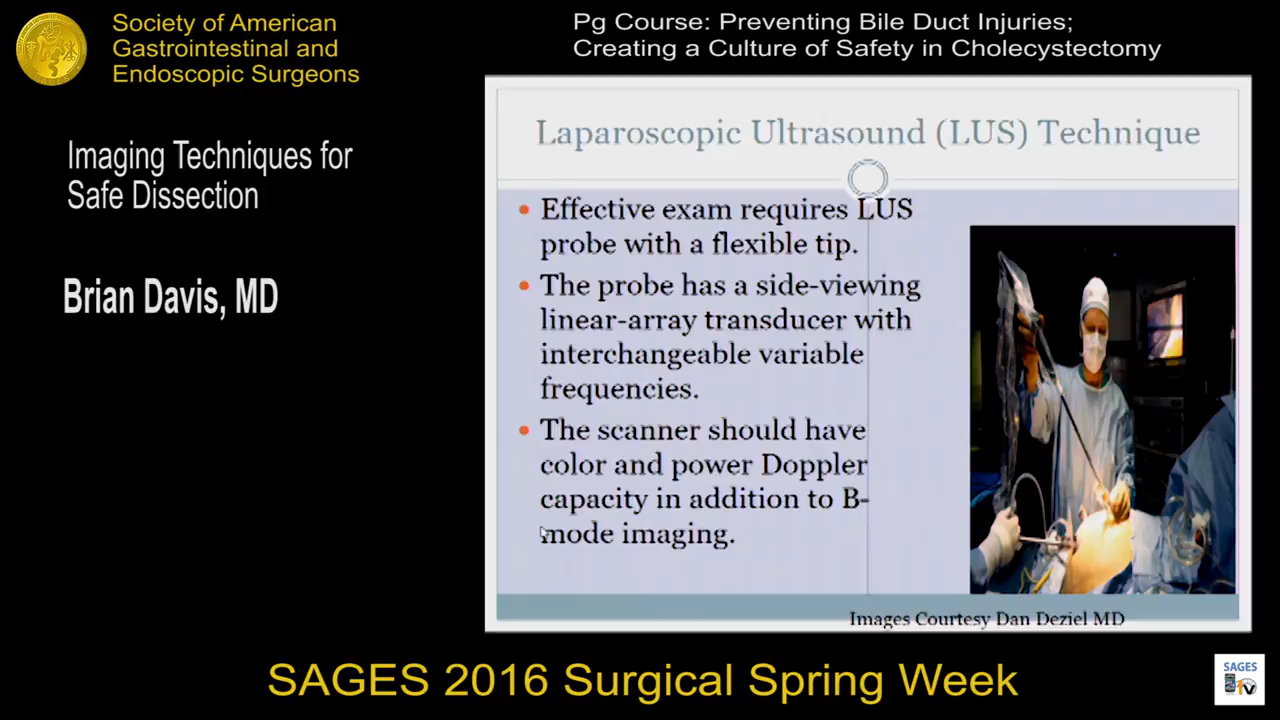 Society of American
Gastrointestinal and
Endoscopic Surgeons
Pg Course: Preventing Bile Duct Injuries;
Creating a Culture of Safety in Cholecystectomy
Imaging Techniques for
Safe Dissection
Brian Davis, MD
Laparoscopic Ultrasound (LUS) Technique
• Effective exam requires LUS
probe with a flexible tip.
• The probe has a side-viewing
linear-array transducer with
interchangeable variable
frequencies.
• The scanner should have
color and power Doppler
capacity in addition to B-
mode imaging.
Images Courtesy Dan Deziel MD
SAGES 2016 Surgical Spring Week
SAGES
TV